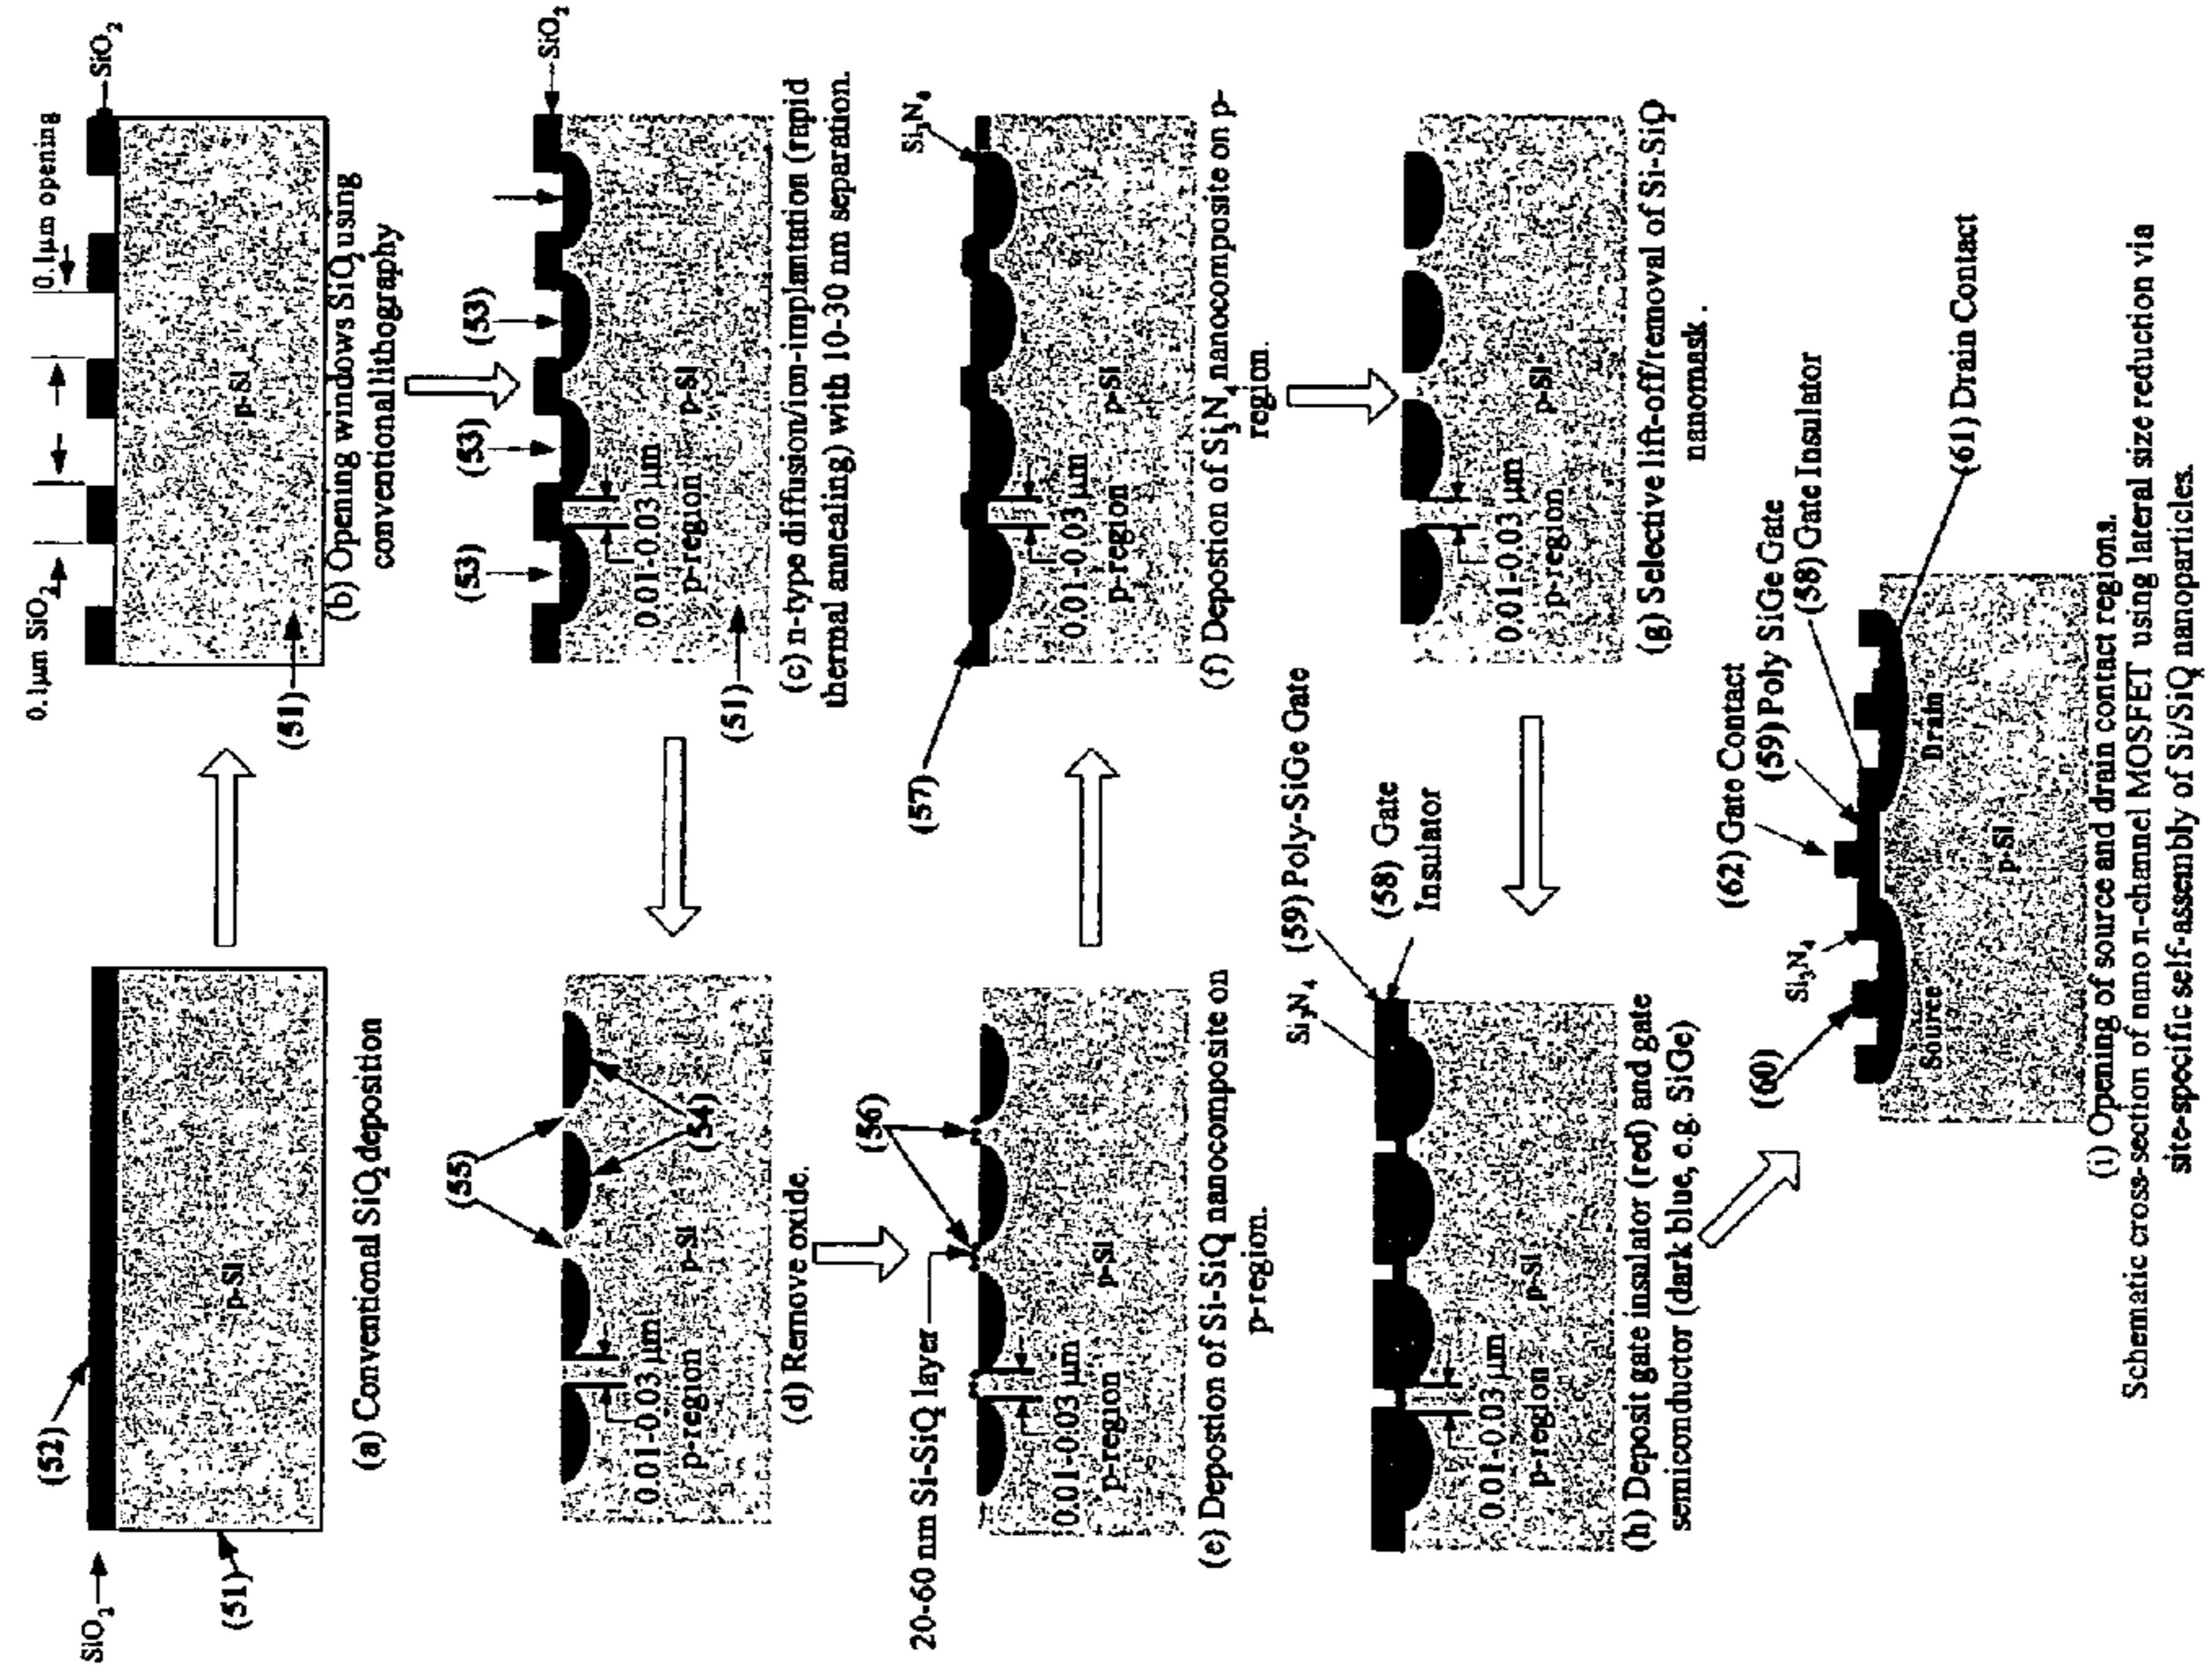 SiO2
(52)
(51)
p-Si
(a) Conventional SiO2 deposition
0.1μm SiO2
0.1μm opening
SiO2
p-Si
(51)
(b) Opening windows SiO2 using
conventional lithography
(53)
(53)
(53)
SiO2
0.01-0.03 μm
p-region
p-Si
(51)
(c) n-type diffusion/ion-implantation (rapid
thermal annealing) with 10-30 nm separation.
(55)
(54)
0.01-0.03 μm
p-region
p-Si
(d) Remove oxide.
20-60 nm Si-SiO2 layer
(56)
0.01-0.03 μm
p-region
p-Si
(e) Depostion of Si-SiO2 nanocomposite on
p-region.
(57)
Si3N4
0.01-0.03 μm
p-region
p-Si
(f) Depostion of Si3N4 nanocomposite on p-
region.
0.01-0.03 μm
p-region
p-Si
(g) Selective lift-off/removal of Si-SiO2
nanomask .
Si3N4
(59) Poly-SiGe Gate
(58) Gate
Insulator
0.01-0.03 μm
p-region
p-Si
(h) Deposit gate insulator (red) and gate
semiconductor (dark blue, e.g. SiGe)
(60)
Si3N4
(62) Gate Contact
(59) Poly SiGe Gate
(58) Gate Insulator
(61) Drain Contact
Source
Drain
p-Si
(i) Opening of source and drain contact regions.
Schematic cross-section of nano n-channel MOSFET using lateral size reduction via
site-specific self-assembly of Si/SiO2 nanoparticles.